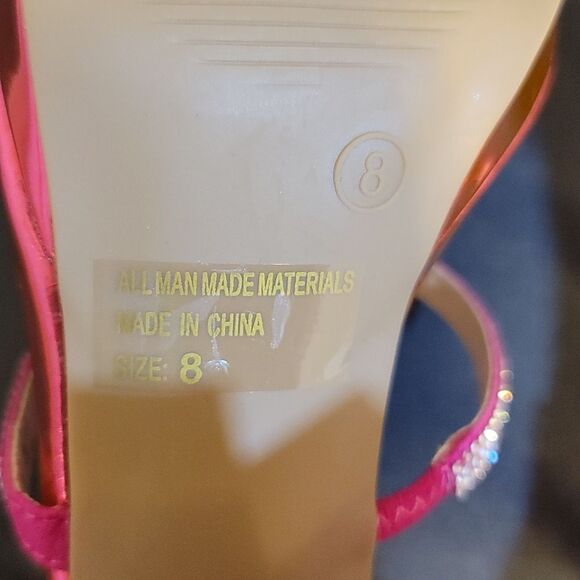 8
ALL MAN MADE MATERIALS
MADE IN CHINA
SIZE: 8